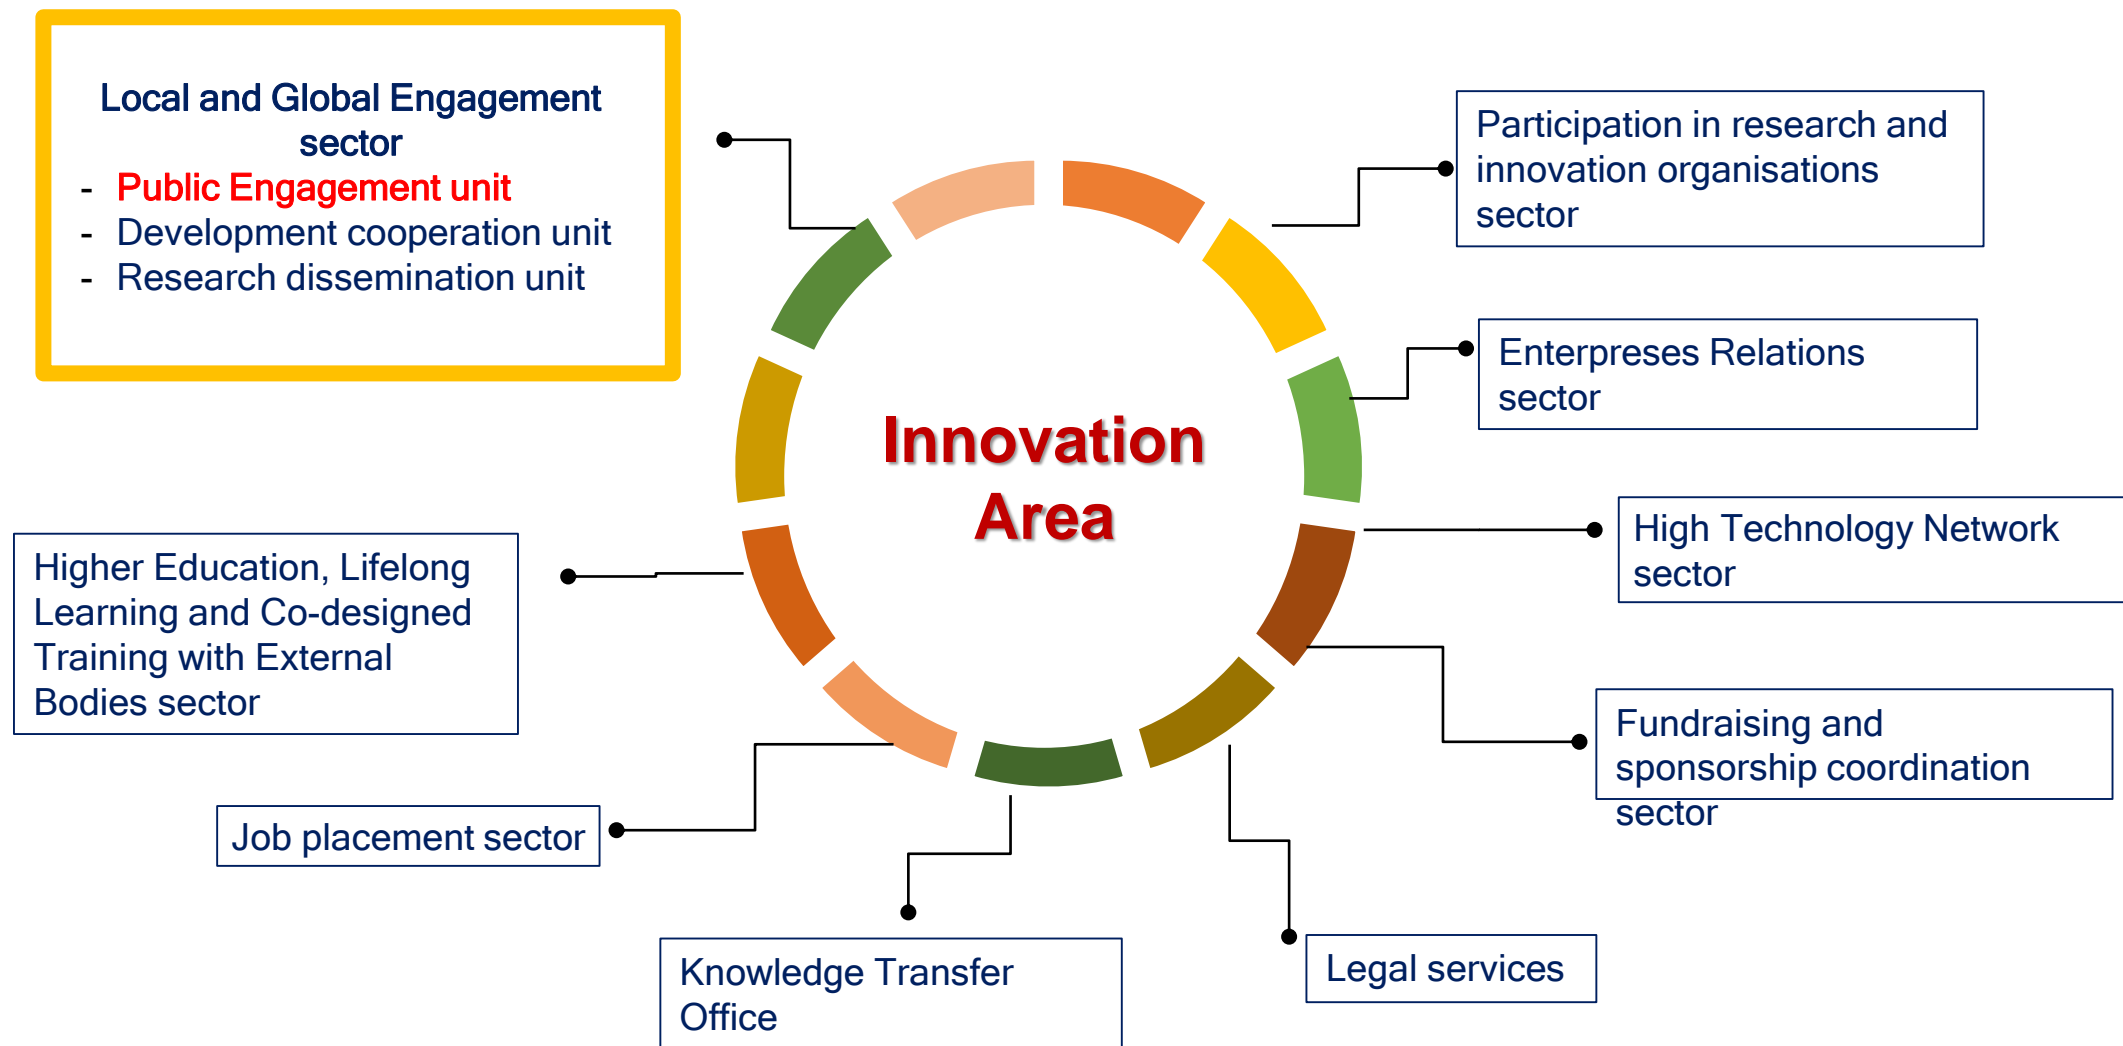 Local and Global Engagement
sector
- Public Engagement unit
- Development cooperation unit
- Research dissemination unit
Participation in research and
innovation organisations
sector
Enterpreses Relations
sector
Innovation
Area
High Technology Network
sector
Higher Education, Lifelong
Learning and Co-designed
Training with External
Bodies sector
Fundraising and
sponsorship coordination
sector
Job placement sector
Knowledge Transfer
Office
Legal services